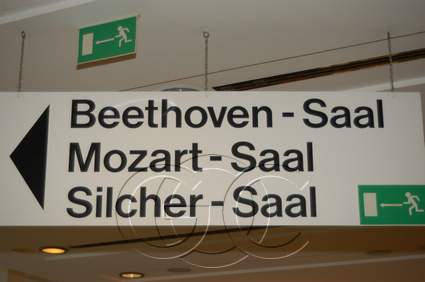 Beethoven - Saal
Mozart - Saal
Silcher - Saal